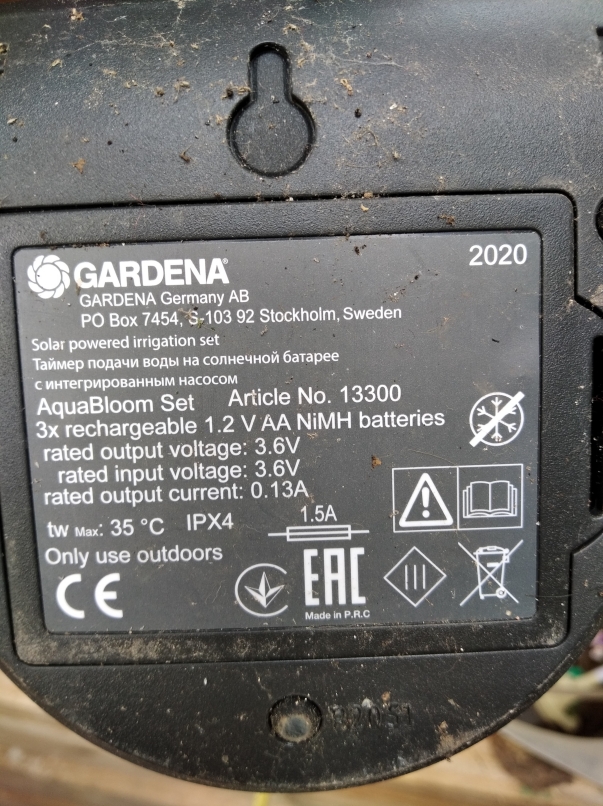 GARDENA®
2020
GARDENA Germany AB
PO Box 7454, S-103 92 Stockholm, Sweden
Solar powered irrigation set
Таймер подачи воды на солнечной батарее
с интегрированным насосом
AquaBloom Set Article No. 13300
3x rechargeable 1.2 V AA NiMH batteries
rated output voltage: 3.6V
rated input voltage: 3.6V
rated output current: 0.13A
tw Max: 35 °C IPX4 1.5A
Only use outdoors
CE EAC III
Made in P.R.C